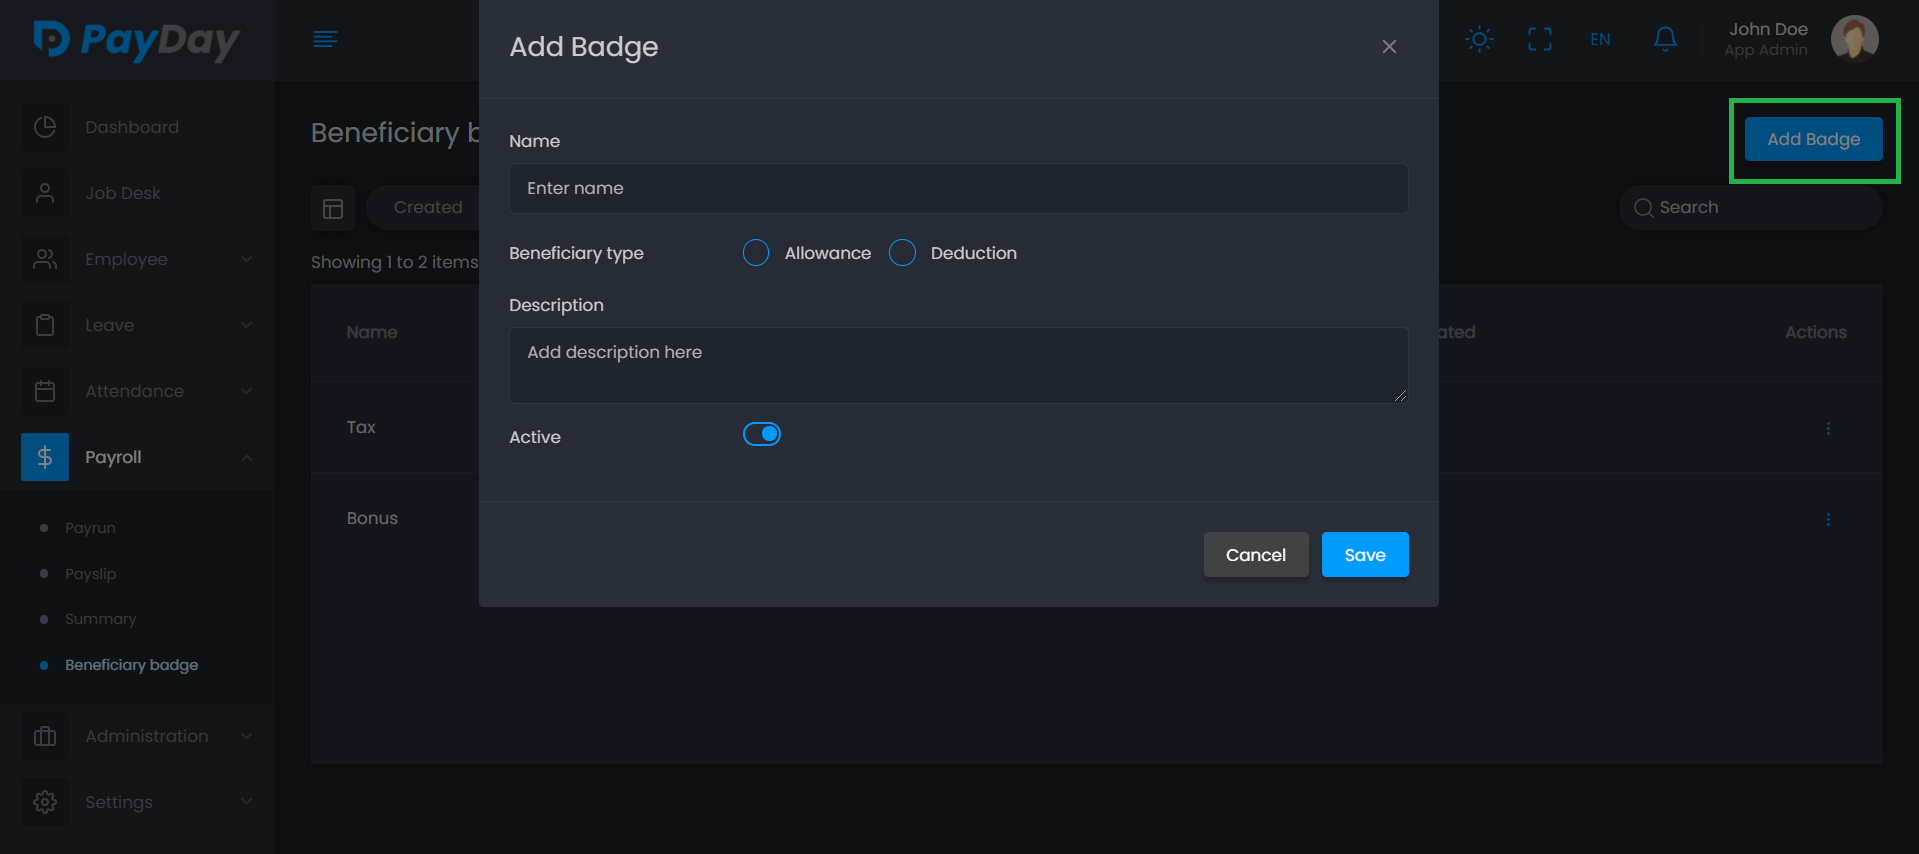 PayDay
EN
John Doe
App Admin
Dashboard
Job Desk
Employee
Leave
Attendance
Payroll
Payrun
Payslip
Summary
Beneficiary badge
Administration
Settings
Beneficiary b
Add Badge
Created
Search
Showing 1 to 2 items
Name
ated
Actions
Tax
Bonus
Add Badge
Name
Enter name
Beneficiary type
Allowance
Deduction
Description
Add description here
Active
Cancel
Save